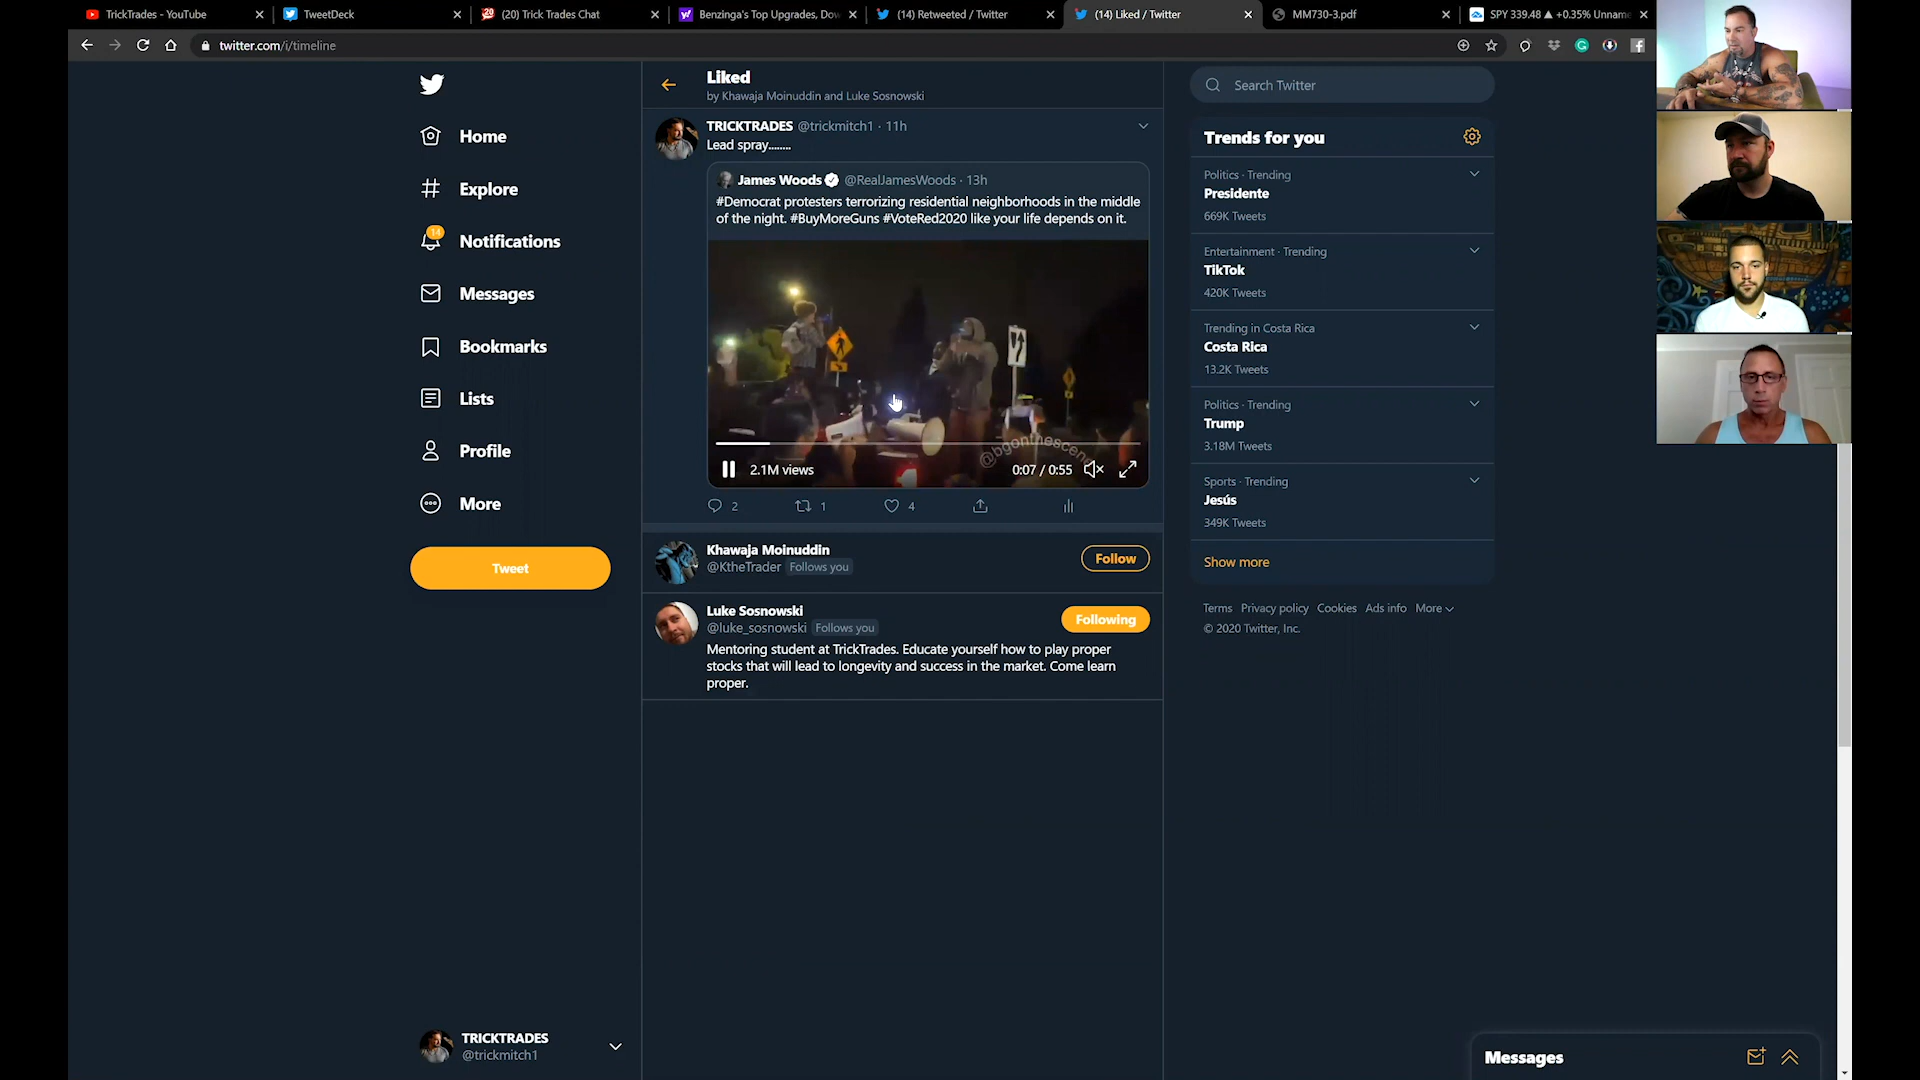 TrickTrades - YouTube
TweetDeck
(20) Trick Trades Chat
Benzinga's Top Upgrades, Dow
(14) Retweeted / Twitter
(14) Liked / Twitter
MM730-3.pdf
SPY 339.48 ▲ +0.35% Unname
twitter.com/i/timeline
Home
Explore
14
Notifications
Messages
Bookmarks
Lists
Profile
More
Tweet
TRICKTRADES
@trickmitch1
Liked
by Khawaja Moinuddin and Luke Sosnowski
TRICKTRADES @trickmitch1 · 11h
Lead spray........
James Woods @RealJamesWoods · 13h
#Democrat protesters terrorizing residential neighborhoods in the middle
of the night. #BuyMoreGuns #VoteRed2020 like your life depends on it.
@bgonthescene
2.1M views
0:07 / 0:55
2
1
4
Khawaja Moinuddin
@KtheTrader Follows you
Follow
Luke Sosnowski
@luke_sosnowski Follows you
Following
Mentoring student at TrickTrades. Educate yourself how to play proper
stocks that will lead to longevity and success in the market. Come learn
proper.
Search Twitter
Trends for you
Politics · Trending
Presidente
669K Tweets
Entertainment · Trending
TikTok
420K Tweets
Trending in Costa Rica
Costa Rica
13.2K Tweets
Politics · Trending
Trump
3.18M Tweets
Sports · Trending
Jesús
349K Tweets
Show more
Terms Privacy policy Cookies Ads info More
© 2020 Twitter, Inc.
Messages